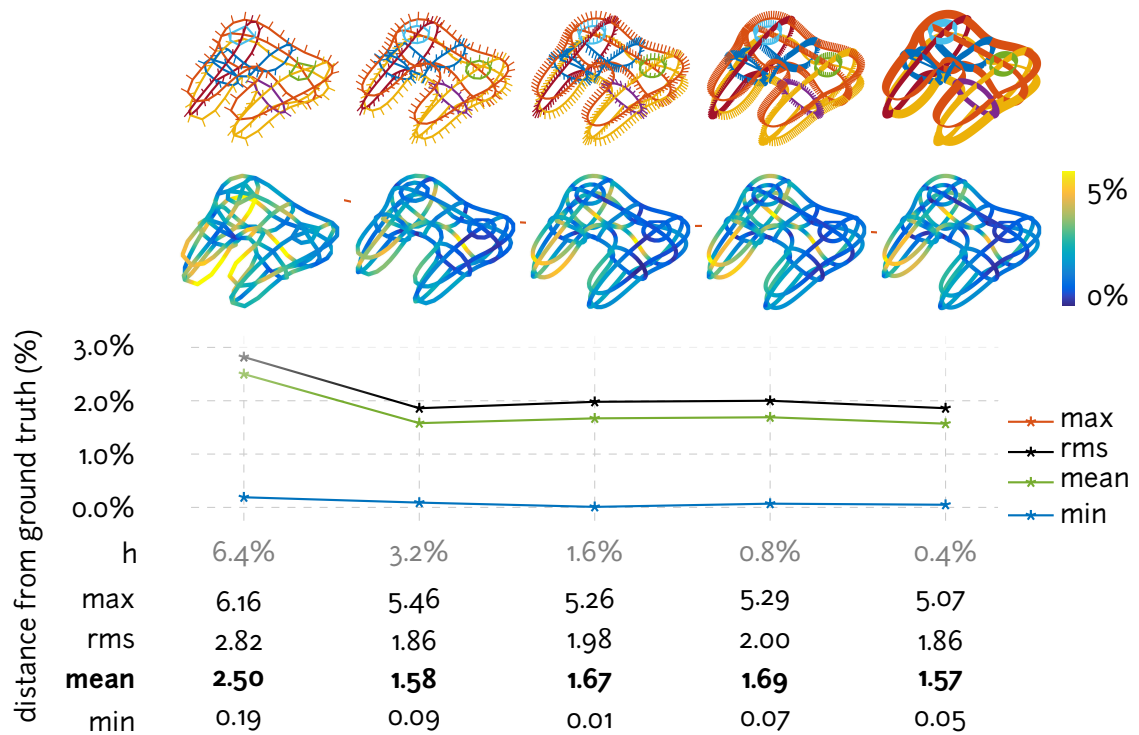 5%
0%
distance from ground truth (%)
3.0%
2.0%
1.0%
0.0%
max
rms
mean
min
h 6.4% 3.2% 1.6% 0.8% 0.4%
max 6.16 5.46 5.26 5.29 5.07
rms 2.82 1.86 1.98 2.00 1.86
mean 2.50 1.58 1.67 1.69 1.57
min 0.19 0.09 0.01 0.07 0.05